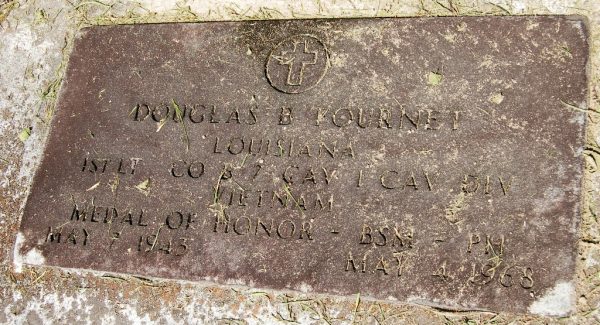 DOUGLAS B FOURNET
LOUISIANA
1ST LT CO B 7 CAV 1 CAV DIV
VIETNAM
MEDAL OF HONOR - BSM - PH
MAY 7 1943 MAY 4 1968